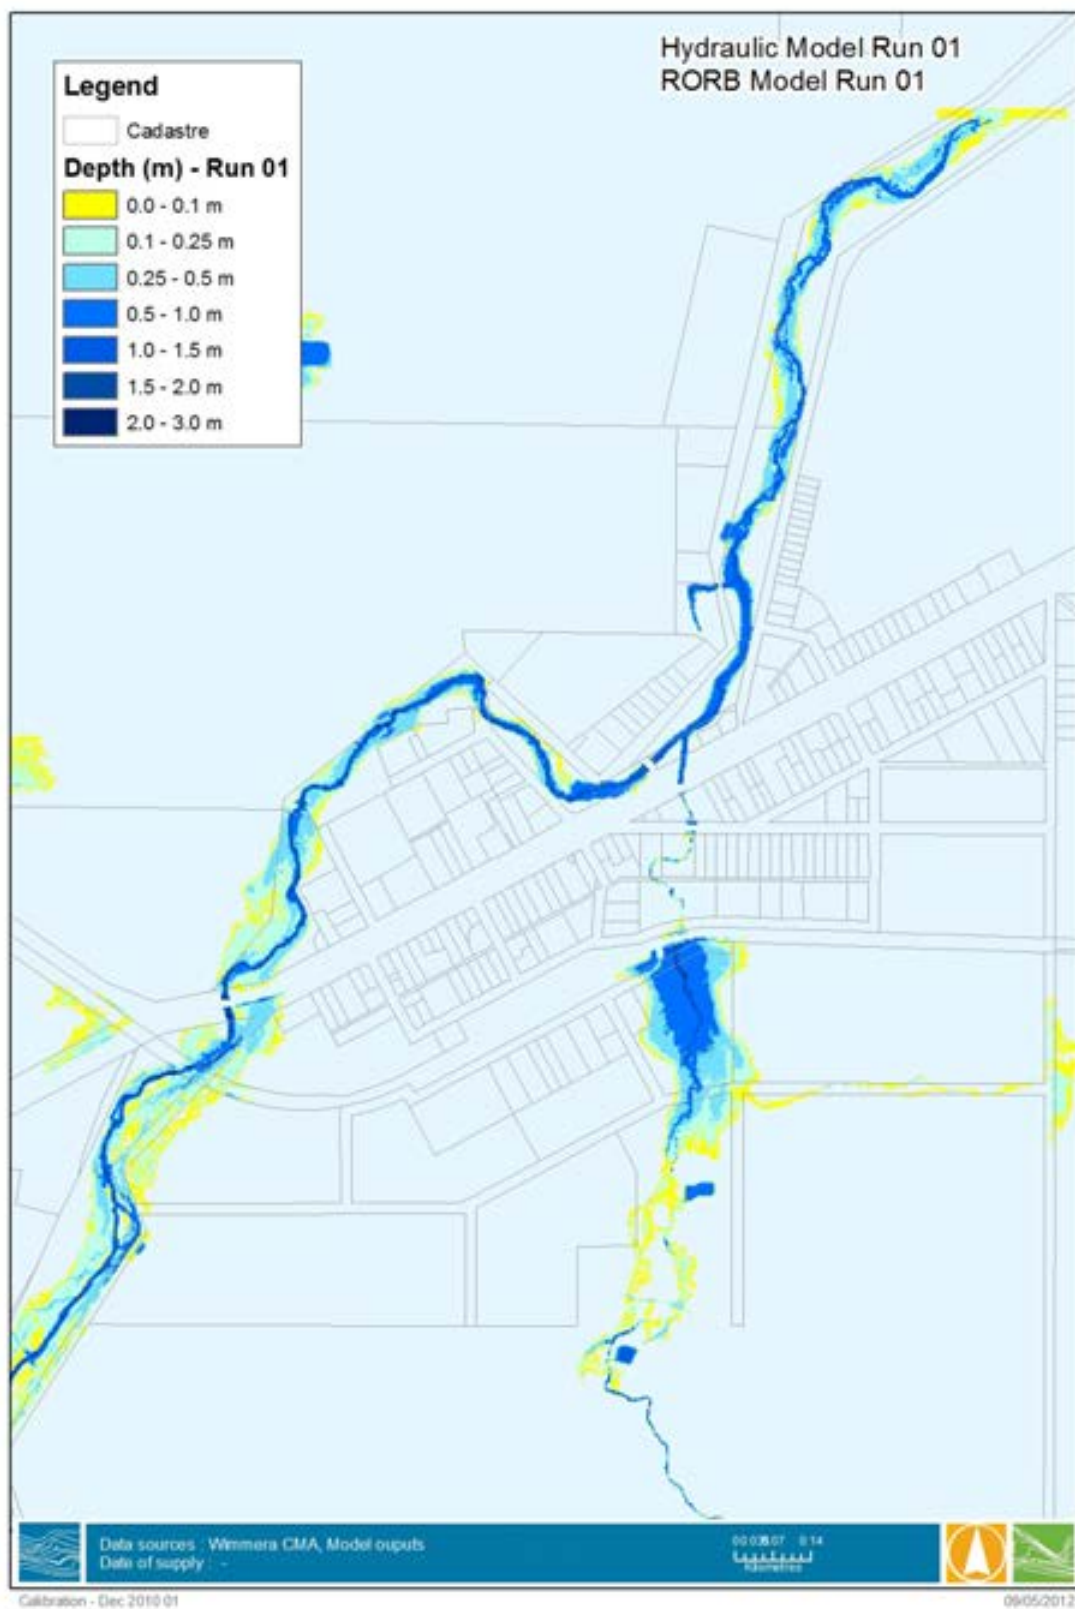 Hydraulic Model Run 01
RORB Model Run 01
Legend
Cadastre
Depth (m) - Run 01
0.0 - 0.1 m
0.1 - 0.25 m
0.25 - 0.5 m
0.5 - 1.0 m
1.0 - 1.5 m
1.5 - 2.0 m
2.0 - 3.0 m
Data sources : Wimmera CMA, Model ouputs
Date of supply : -
0.14
Kilometres
Calibration - Dec 2010 01
09/05/2012